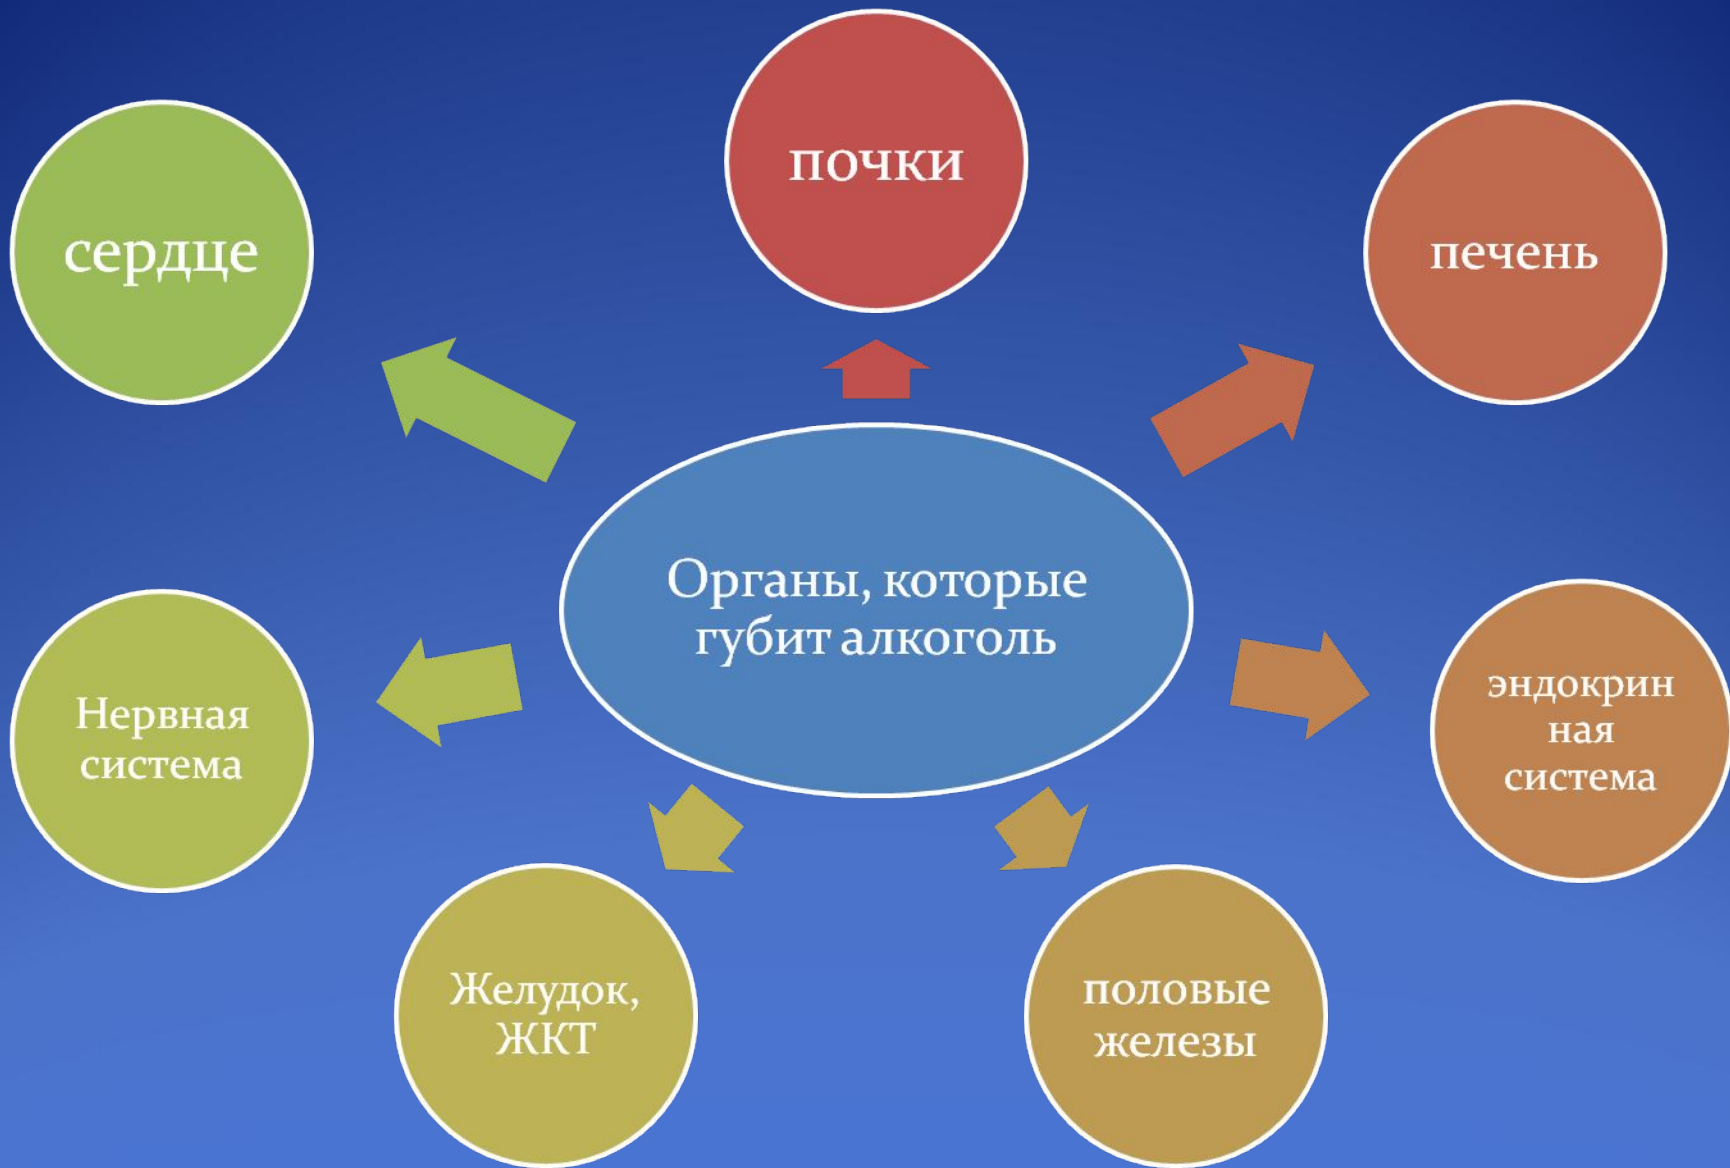 почки
сердце
печень
Органы, которые
губит алкоголь
Нервная
система
эндокрин
ная
система
Желудок,
ЖКТ
половые
железы